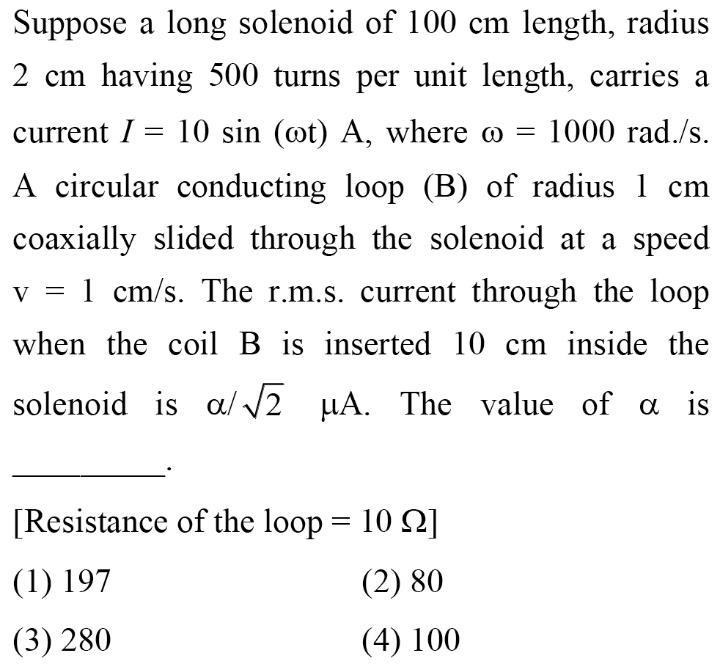 Suppose a long solenoid of 100 cm length, radius
2 cm having 500 turns per unit length, carries a
current I = 10 sin (ωt) A, where ω = 1000 rad./s.
A circular conducting loop (B) of radius 1 cm
coaxially slided through the solenoid at a speed
v = 1 cm/s. The r.m.s. current through the loop
when the coil B is inserted 10 cm inside the
solenoid is α/√2 μA. The value of α is
__________.
[Resistance of the loop = 10 Ω]
(1) 197 (2) 80
(3) 280 (4) 100